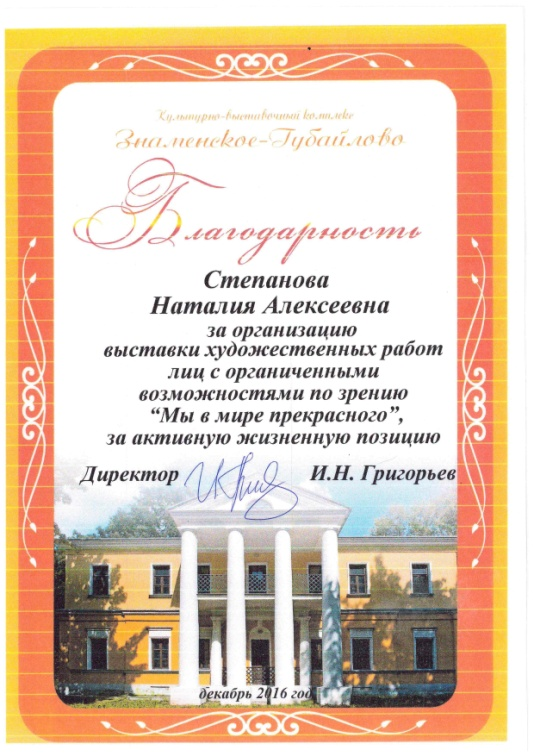 Культурно-выставочный комплекс
Знаменское-Губайлово
Благодарность
Степанова
Наталия Алексеевна
за организацию
выставки художественных работ
лиц с органиченными
возможностями по зрению
“Мы в мире прекрасного”,
за активную жизненную позицию
Директор И.Н. Григорьев
декабрь 2016 год